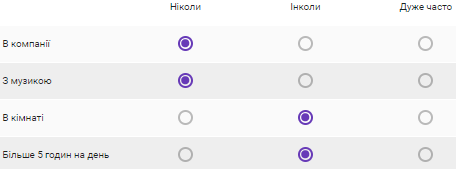 Ніколи Інколи Дуже часто
В компанії
З музикою
В кімнаті
Більше 5 годин на день